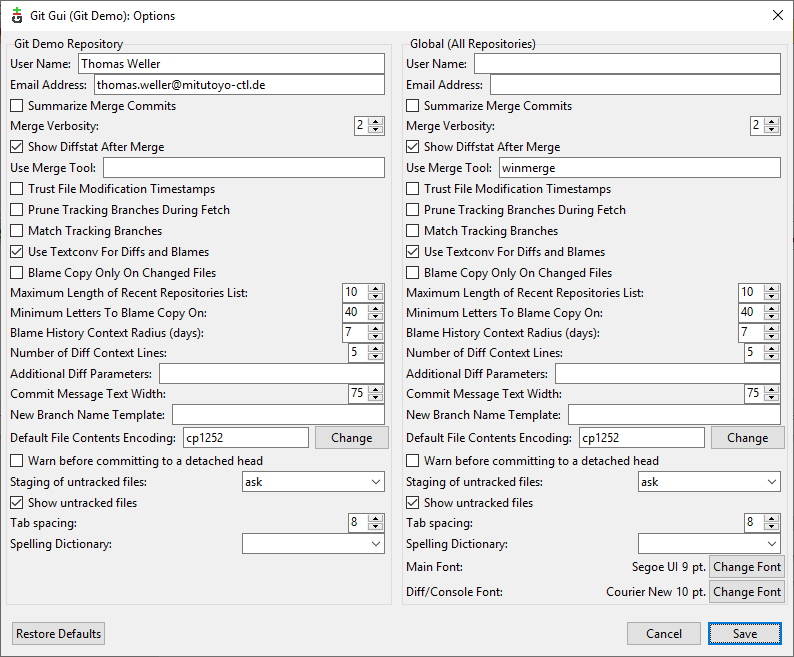 Git Gui (Git Demo): Options
Git Demo Repository
User Name: Thomas Weller
Email Address: thomas.weller@mitutoyo-ctl.de
Summarize Merge Commits
Merge Verbosity: 2
Show Diffstat After Merge
Use Merge Tool:
Trust File Modification Timestamps
Prune Tracking Branches During Fetch
Match Tracking Branches
Use Textconv For Diffs and Blames
Blame Copy Only On Changed Files
Maximum Length of Recent Repositories List: 10
Minimum Letters To Blame Copy On: 40
Blame History Context Radius (days): 7
Number of Diff Context Lines: 5
Additional Diff Parameters:
Commit Message Text Width: 75
New Branch Name Template:
Default File Contents Encoding: cp1252 Change
Warn before committing to a detached head
Staging of untracked files: ask
Show untracked files
Tab spacing: 8
Spelling Dictionary:
Global (All Repositories)
User Name:
Email Address:
Summarize Merge Commits
Merge Verbosity: 2
Show Diffstat After Merge
Use Merge Tool: winmerge
Trust File Modification Timestamps
Prune Tracking Branches During Fetch
Match Tracking Branches
Use Textconv For Diffs and Blames
Blame Copy Only On Changed Files
Maximum Length of Recent Repositories List: 10
Minimum Letters To Blame Copy On: 40
Blame History Context Radius (days): 7
Number of Diff Context Lines: 5
Additional Diff Parameters:
Commit Message Text Width: 75
New Branch Name Template:
Default File Contents Encoding: cp1252 Change
Warn before committing to a detached head
Staging of untracked files: ask
Show untracked files
Tab spacing: 8
Spelling Dictionary:
Main Font: Segoe UI 9 pt. Change Font
Diff/Console Font: Courier New 10 pt. Change Font
Restore Defaults Cancel Save